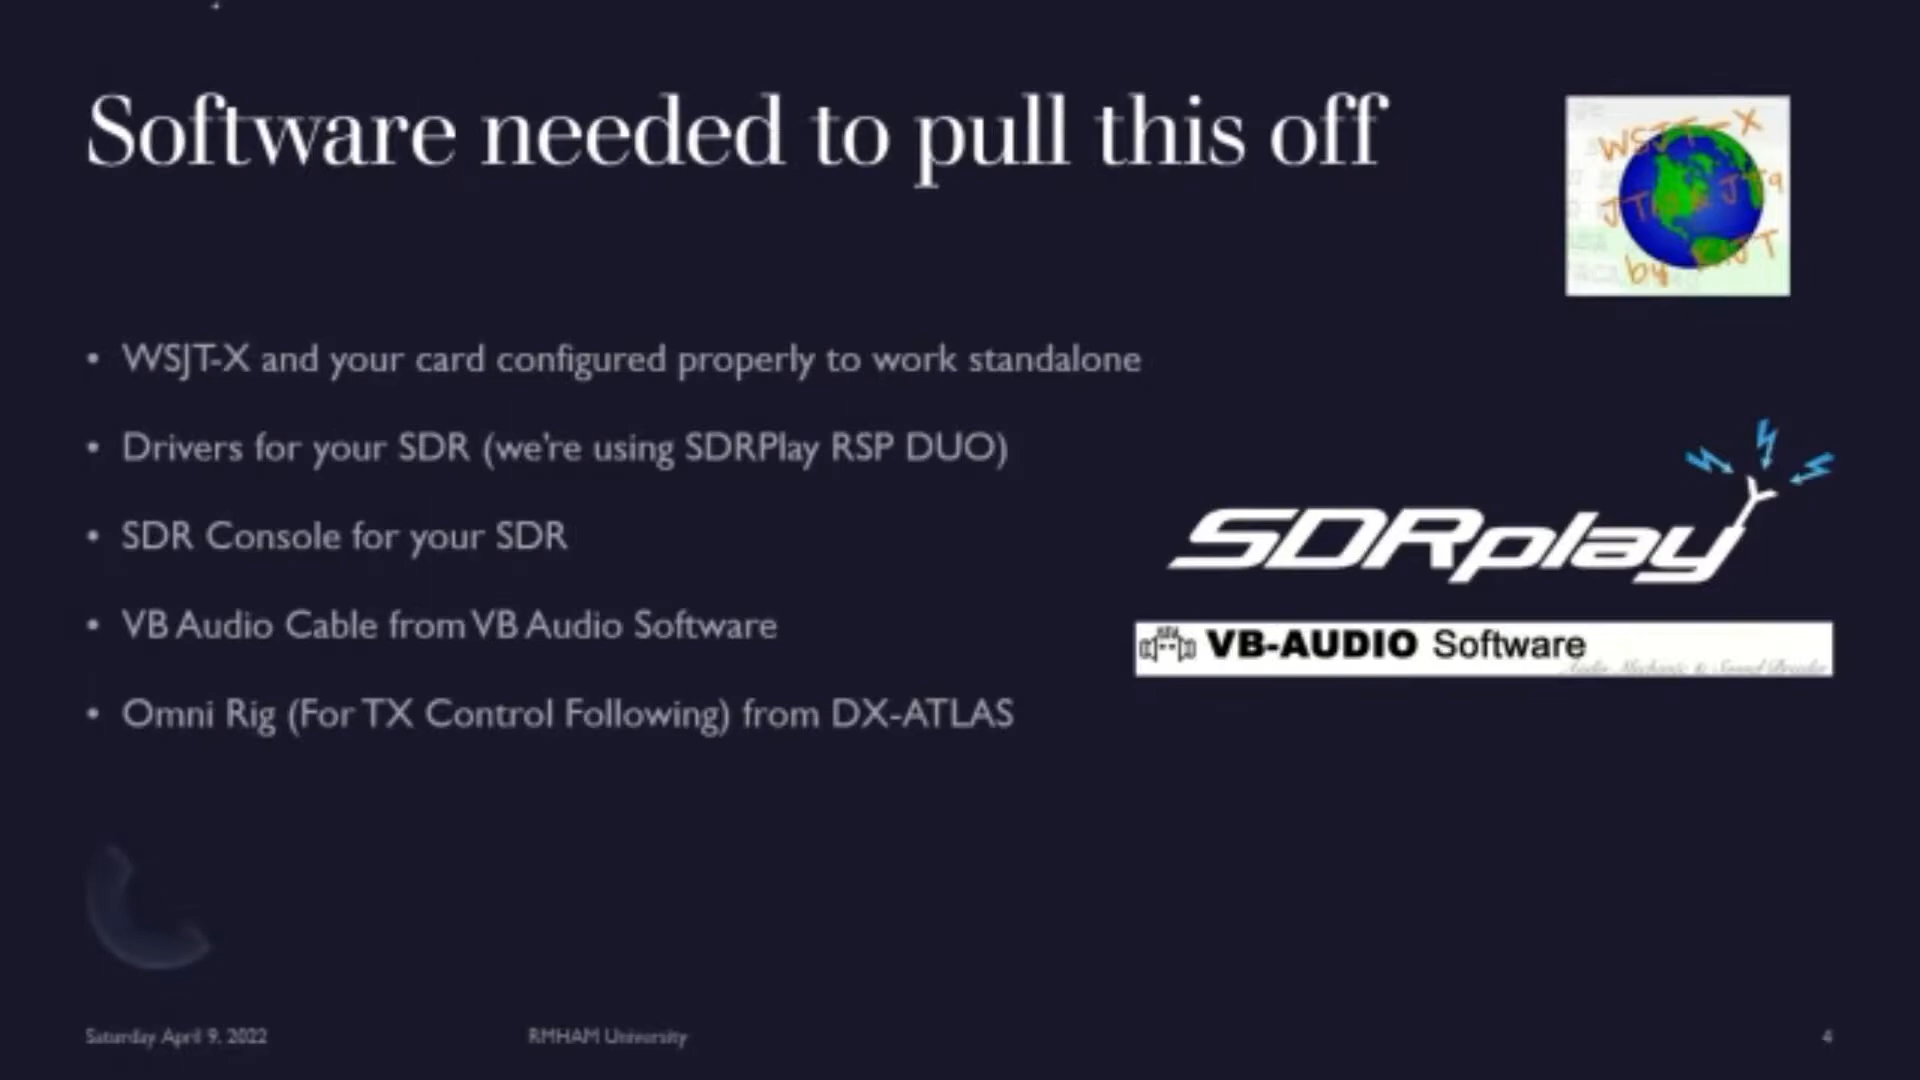 Software needed to pull this off
WSJT-X
by K1JT
• WSJT-X and your card configured properly to work standalone
• Drivers for your SDR (we're using SDRPlay RSP DUO)
• SDR Console for your SDR
SDRplay
• VB Audio Cable from VB Audio Software
VB-AUDIO Software
• Omni Rig (For TX Control Following) from DX-ATLAS
Saturday April 9, 2022
RMHAM University
4